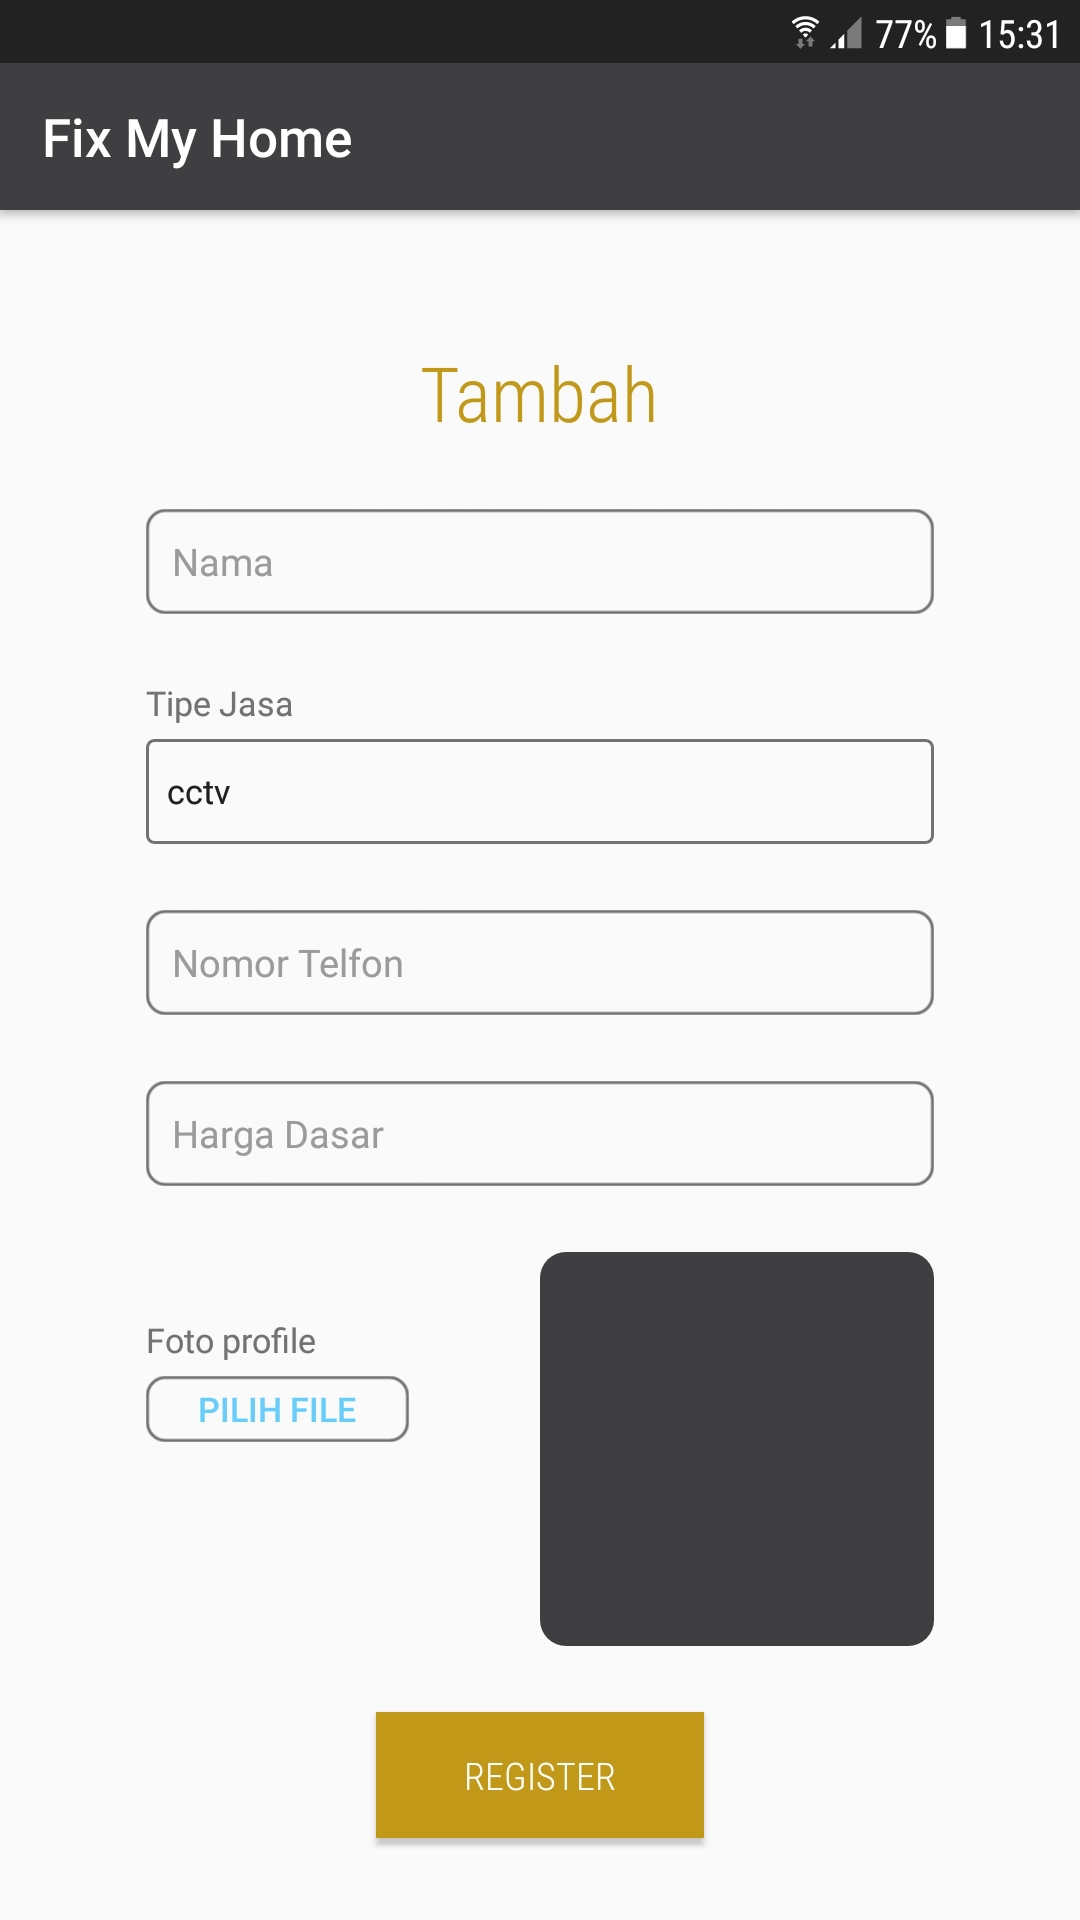 77% 15:31
Fix My Home
Tambah
Nama
Tipe Jasa
cctv
Nomor Telfon
Harga Dasar
Foto profile
PILIH FILE
REGISTER